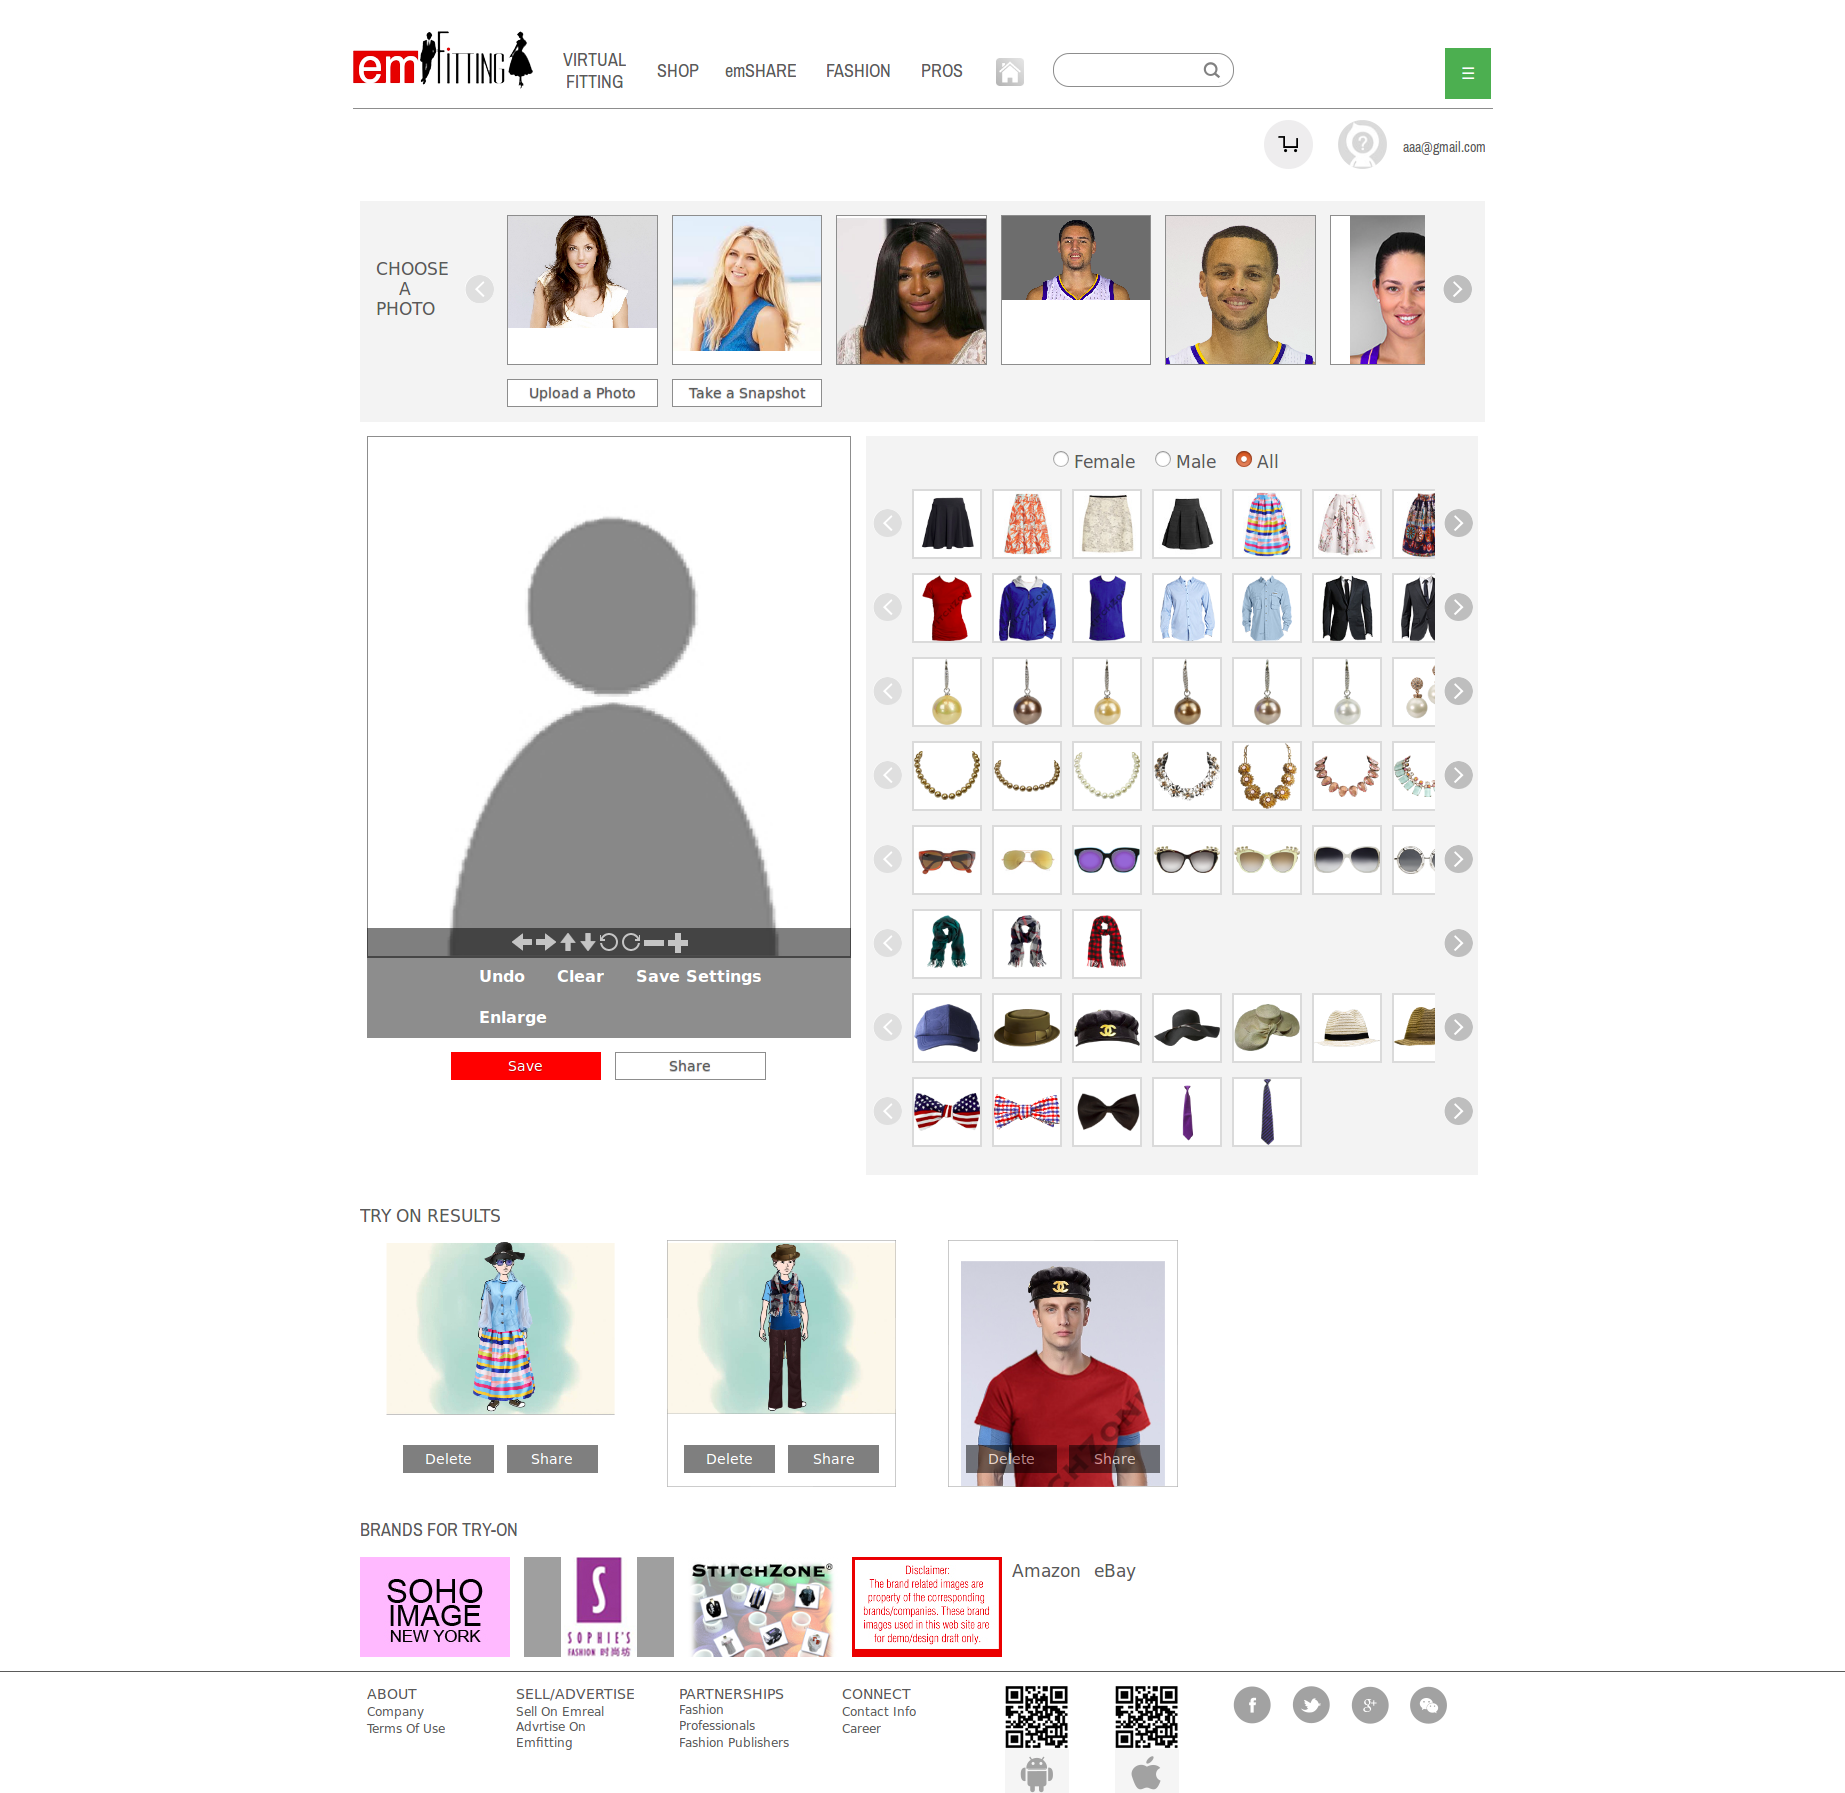 em FITTING
VIRTUAL
FITTING
SHOP
emSHARE
FASHION
PROS
aaa@gmail.com
CHOOSE
A
PHOTO
Upload a Photo
Take a Snapshot
Female
Male
All
Undo
Clear
Save Settings
Enlarge
Save
Share
TRY ON RESULTS
Delete
Share
Delete
Share
Delete
Share
BRANDS FOR TRY-ON
SOHO
IMAGE
NEW YORK
S
SOPHIE'S
FASHION 时尚坊
STITCHZONE®
Disclaimer:
The brand related images are
property of the corresponding
brands/companies. These brand
images used in this web site are
for demo/design draft only.
Amazon
eBay
ABOUT
Company
Terms Of Use
SELL/ADVERTISE
Sell On Emreal
Advrtise On
Emfitting
PARTNERSHIPS
Fashion
Professionals
Fashion Publishers
CONNECT
Contact Info
Career